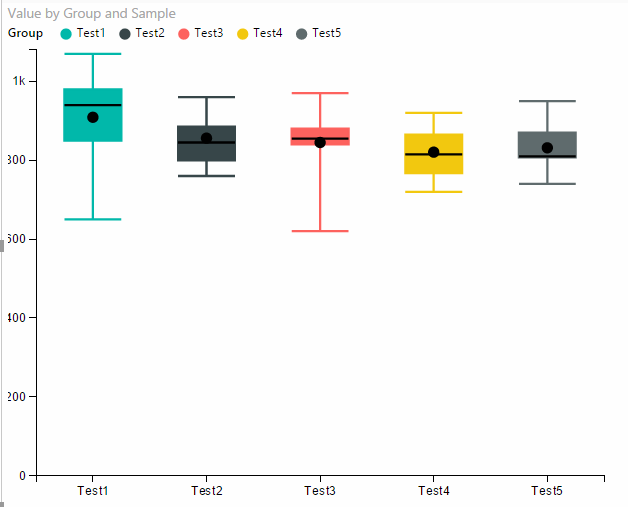 Value by Group and Sample
Group Test1 Test2 Test3 Test4 Test5
1k
800
600
400
200
0
Test1 Test2 Test3 Test4 Test5